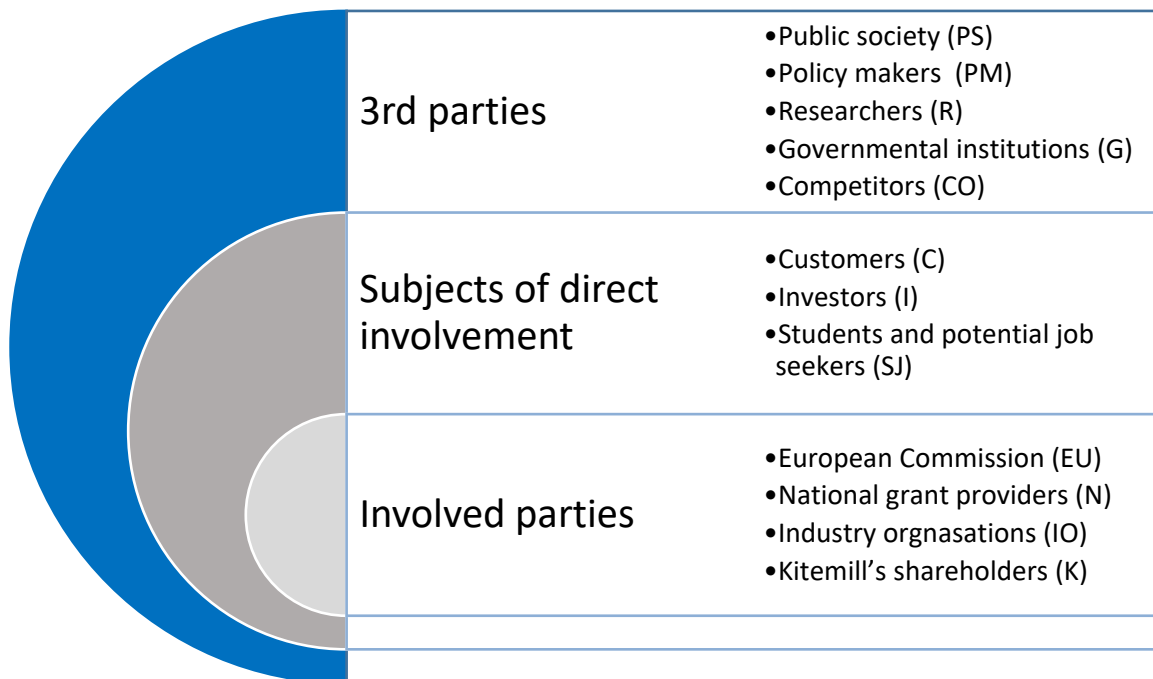 3rd parties
•Public society (PS)
•Policy makers  (PM)
•Researchers (R)
•Governmental institutions (G)
•Competitors (CO)
Subjects of direct
involvement
•Customers (C)
•Investors (I)
•Students and potential job
seekers (SJ)
Involved parties
•European Commission (EU)
•National grant providers (N)
•Industry orgnasations (IO)
•Kitemill’s shareholders (K)